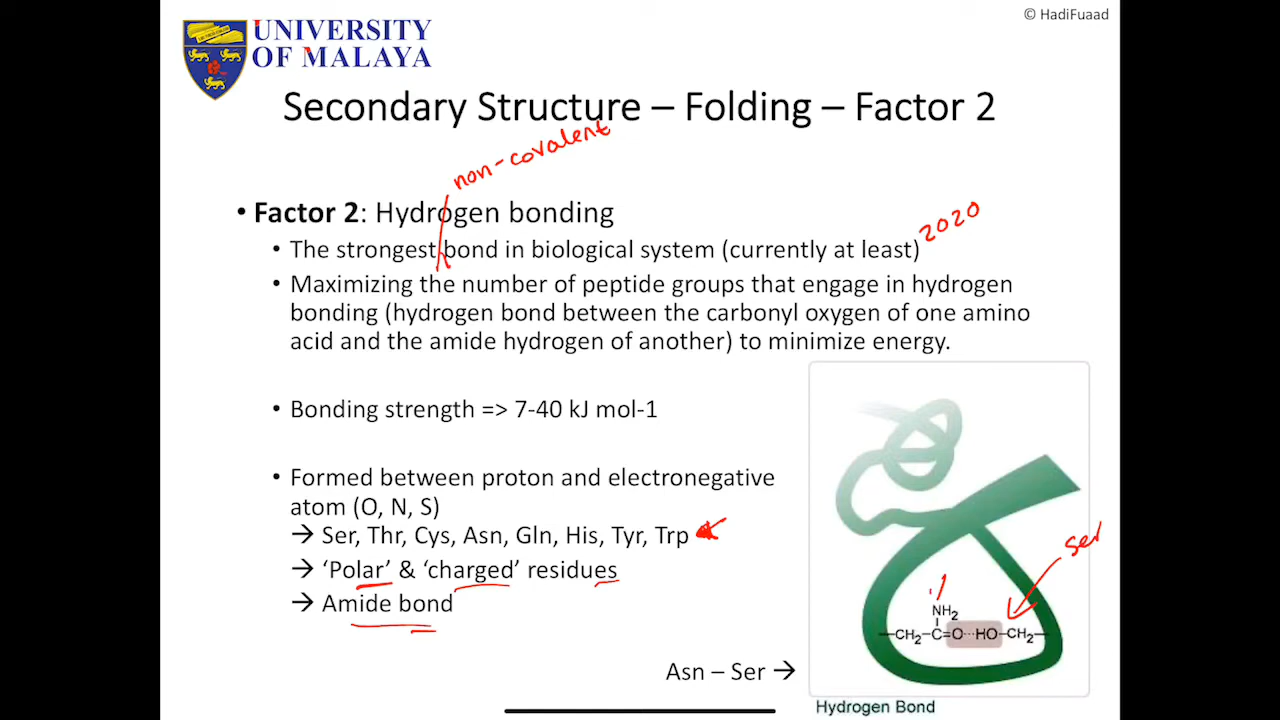 © HadiFuaad
UNIVERSITY
OF MALAYA
Secondary Structure – Folding – Factor 2
non-covalent
• Factor 2: Hydrogen bonding
2020
• The strongest bond in biological system (currently at least)
• Maximizing the number of peptide groups that engage in hydrogen
bonding (hydrogen bond between the carbonyl oxygen of one amino
acid and the amide hydrogen of another) to minimize energy.
• Bonding strength => 7-40 kJ mol-1
• Formed between proton and electronegative
atom (O, N, S)
→ Ser, Thr, Cys, Asn, Gln, His, Tyr, Trp
→ ‘Polar’ & ‘charged’ residues
→ Amide bond
ser
NH₂
–CH₂–C=O···HO–CH₂–
Asn – Ser →
Hydrogen Bond